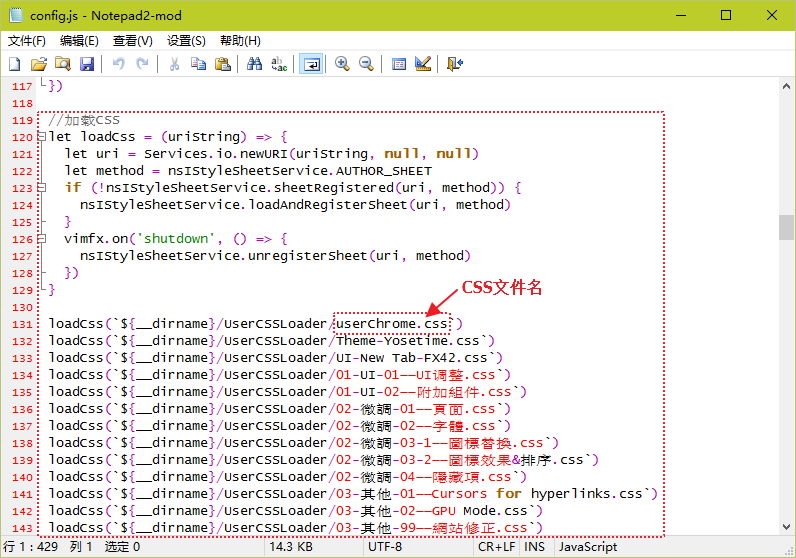 config.js - Notepad2-mod
文件(F) 编辑(E) 查看(V) 设置(S) 帮助(H)
117 })
118
119 //加载CSS
120 let loadCss = (uriString) => {
121 let uri = Services.io.newURI(uriString, null, null)
122 let method = nsIStyleSheetService.AUTHOR_SHEET
123 if (!nsIStyleSheetService.sheetRegistered(uri, method)) {
124 nsIStyleSheetService.loadAndRegisterSheet(uri, method)
125 }
126 vimfx.on('shutdown', () => {
127 nsIStyleSheetService.unregisterSheet(uri, method)
128 })
129 }
CSS文件名
130
131 loadCss(`${__dirname}/UserCSSLoader/userChrome.css`)
132 loadCss(`${__dirname}/UserCSSLoader/Theme-Yosetime.css`)
133 loadCss(`${__dirname}/UserCSSLoader/UI-New Tab-FX42.css`)
134 loadCss(`${__dirname}/UserCSSLoader/01-UI-01——UI调整.css`)
135 loadCss(`${__dirname}/UserCSSLoader/01-UI-02——附加組件.css`)
136 loadCss(`${__dirname}/UserCSSLoader/02-微調-01——頁面.css`)
137 loadCss(`${__dirname}/UserCSSLoader/02-微調-02——字體.css`)
138 loadCss(`${__dirname}/UserCSSLoader/02-微調-03-1——圖標替換.css`)
139 loadCss(`${__dirname}/UserCSSLoader/02-微調-03-2——圖標效果&排序.css`)
140 loadCss(`${__dirname}/UserCSSLoader/02-微調-04——隱藏項.css`)
141 loadCss(`${__dirname}/UserCSSLoader/03-其他-01——Cursors for hyperlinks.css`)
142 loadCss(`${__dirname}/UserCSSLoader/03-其他-02——GPU Mode.css`)
143 loadCss(`${__dirname}/UserCSSLoader/03-其他-99——網站修正.css`)
行 1 : 429 列 1 选定 0 14.3 KB UTF-8 CR+LF INS JavaScript